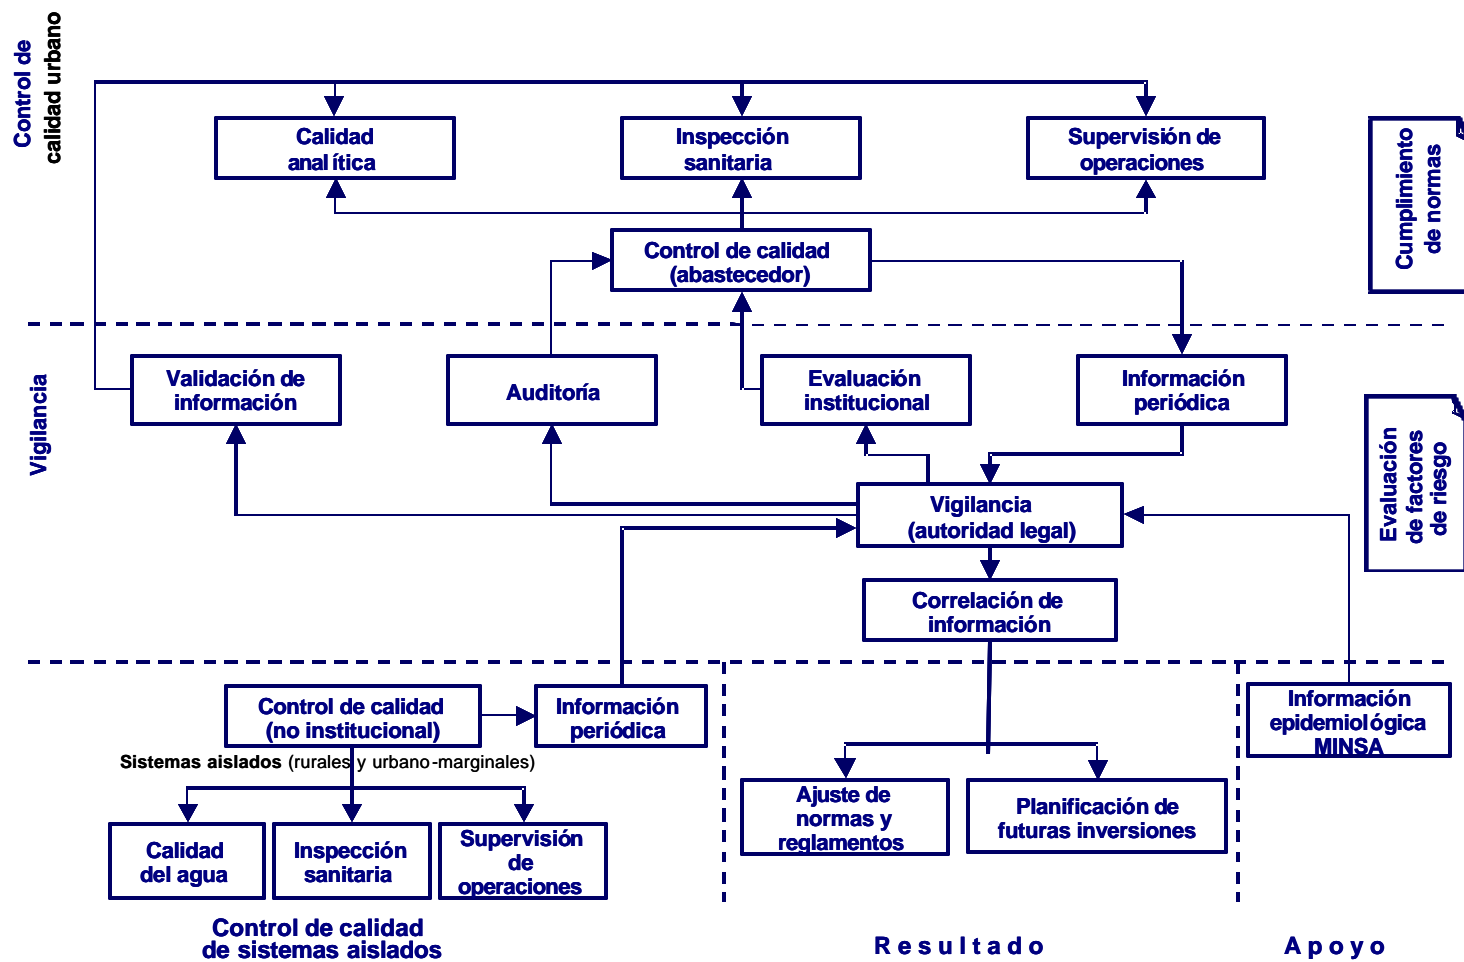 Control de
calidad urbano
Calidad
analítica
Inspección
sanitaria
Supervisión de
operaciones
Cumplimiento
de normas
Control de calidad
(abastecedor)
Vigilancia
Validación de
información
Auditoría
Evaluación
institucional
Información
periódica
Evaluación
de factores
de riesgo
Vigilancia
(autoridad legal)
Correlación de
información
Control de calidad
(no institucional)
Información
periódica
Información
epidemiológica
MINSA
Sistemas aislados (rurales y urbano-marginales)
Ajuste de
normas y
reglamentos
Planificación de
futuras inversiones
Calidad
del agua
Inspección
sanitaria
Supervisión
de
operaciones
Control de calidad
de sistemas aislados
Resultado
Apoyo